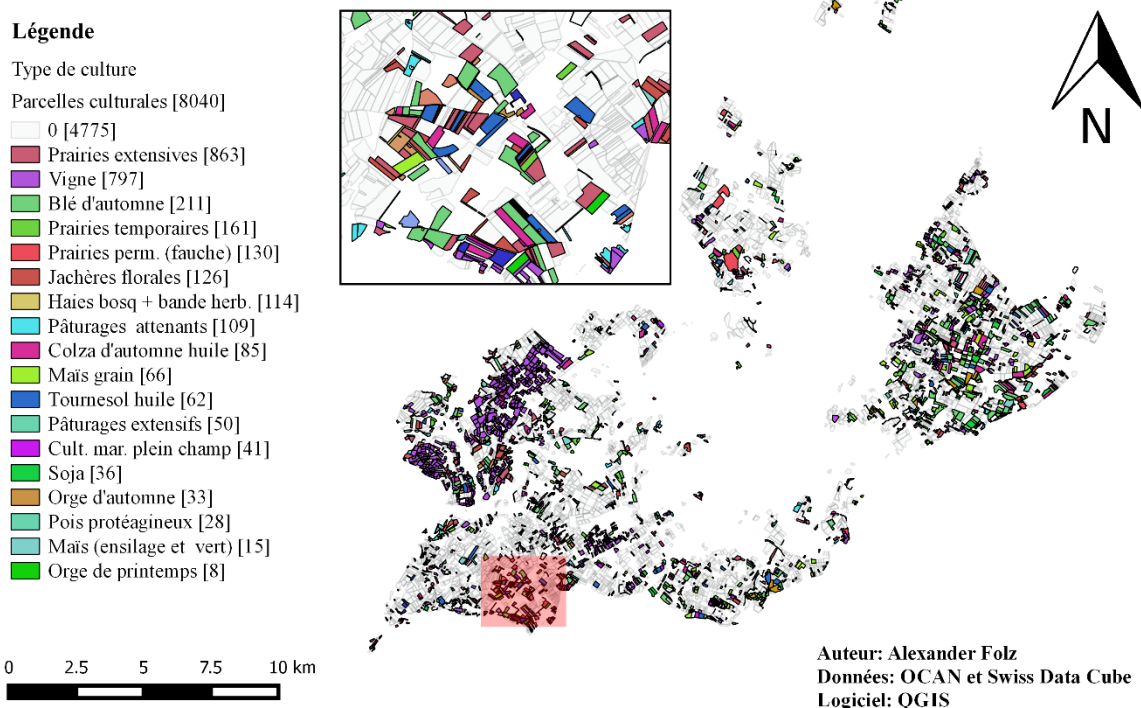 Légende
Type de culture
Parcelles culturales [8040]
0 [4775]
Prairies extensives [863]
Vigne [797]
Blé d'automne [211]
Prairies temporaires [161]
Prairies perm. (fauche) [130]
Jachères florales [126]
Haies bosq + bande herb. [114]
Pâturages attenants [109]
Colza d'automne huile [85]
Maïs grain [66]
Tournesol huile [62]
Pâturages extensifs [50]
Cult. mar. plein champ [41]
Soja [36]
Orge d'automne [33]
Pois protéagineux [28]
Maïs (ensilage et vert) [15]
Orge de printemps [8]
0 2.5 5 7.5 10 km
N
Auteur: Alexander Folz
Données: OCAN et Swiss Data Cube
Logiciel: QGIS